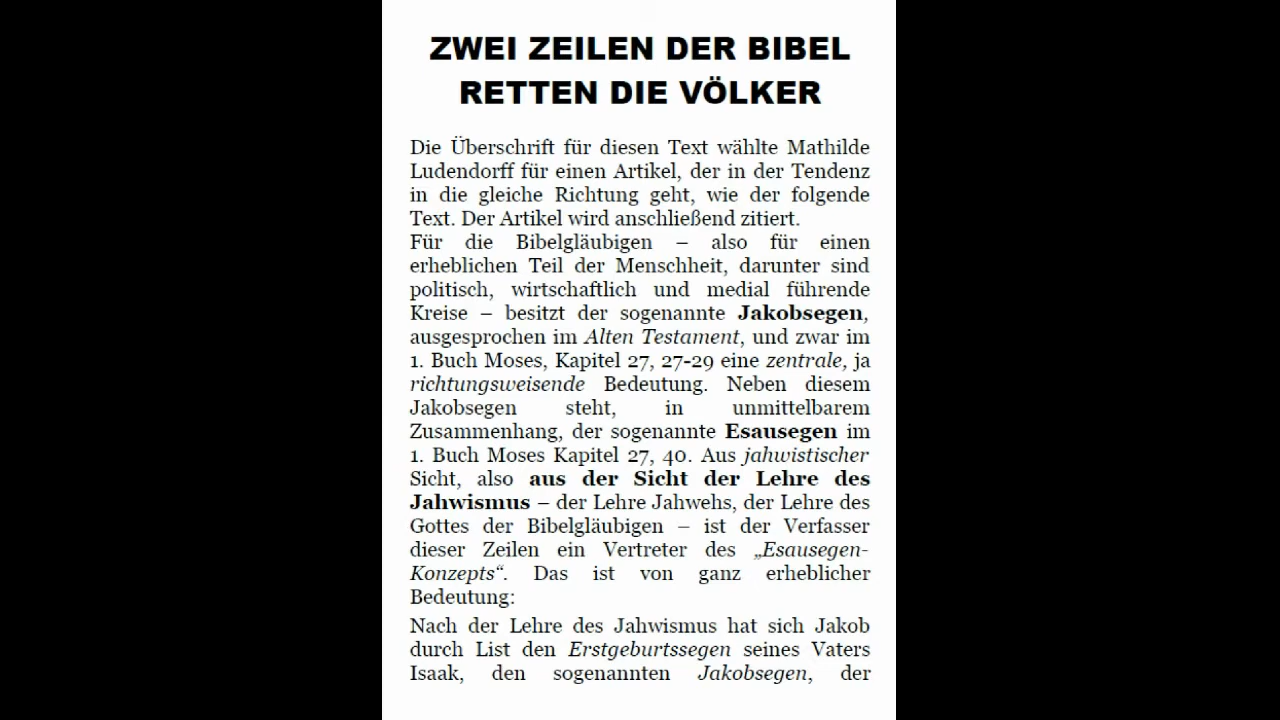 ZWEI ZEILEN DER BIBEL
RETTEN DIE VÖLKER
Die Überschrift für diesen Text wählte Mathilde
Ludendorff für einen Artikel, der in der Tendenz
in die gleiche Richtung geht, wie der folgende
Text. Der Artikel wird anschließend zitiert.
Für die Bibelgläubigen – also für einen
erheblichen Teil der Menschheit, darunter sind
politisch, wirtschaftlich und medial führende
Kreise – besitzt der sogenannte Jakobsegen,
ausgesprochen im Alten Testament, und zwar im
1. Buch Moses, Kapitel 27, 27-29 eine zentrale, ja
richtungsweisende Bedeutung. Neben diesem
Jakobsegen steht, in unmittelbarem
Zusammenhang, der sogenannte Esausegen im
1. Buch Moses Kapitel 27, 40. Aus jahwistischer
Sicht, also aus der Sicht der Lehre des
Jahwismus – der Lehre Jahwehs, der Lehre des
Gottes der Bibelgläubigen – ist der Verfasser
dieser Zeilen ein Vertreter des „Esausegen-
Konzepts“. Das ist von ganz erheblicher
Bedeutung:
Nach der Lehre des Jahwismus hat sich Jakob
durch List den Erstgeburtssegen seines Vaters
Isaak, den sogenannten Jakobsegen, der